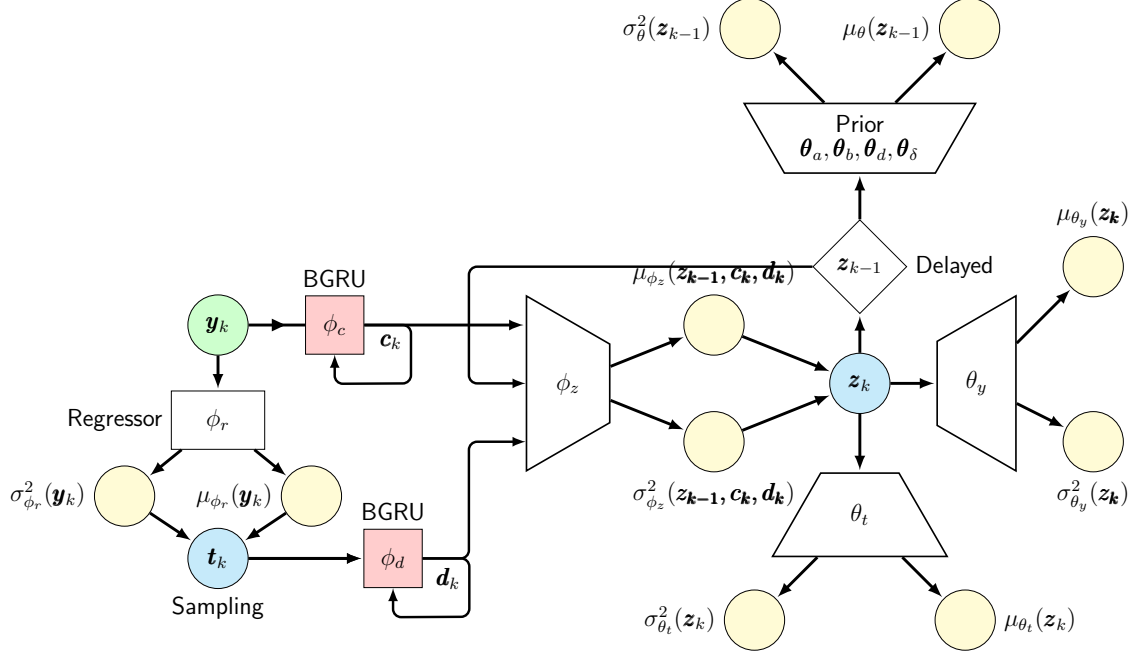 σ²_θ(z_{k−1})
μ_θ(z_{k−1})
Prior
θ_a, θ_b, θ_d, θ_δ
μ_{θ_y}(z_k)
z_{k−1}
Delayed
μ_{φ_z}(z_{k−1}, c_k, d_k)
BGRU
y_k
φ_c
c_k
φ_z
z_k
θ_y
Regressor
φ_r
σ²_{φ_r}(y_k)
μ_{φ_r}(y_k)
σ²_{φ_z}(z_{k−1}, c_k, d_k)
σ²_{θ_y}(z_k)
BGRU
θ_t
t_k
φ_d
d_k
Sampling
σ²_{θ_t}(z_k)
μ_{θ_t}(z_k)